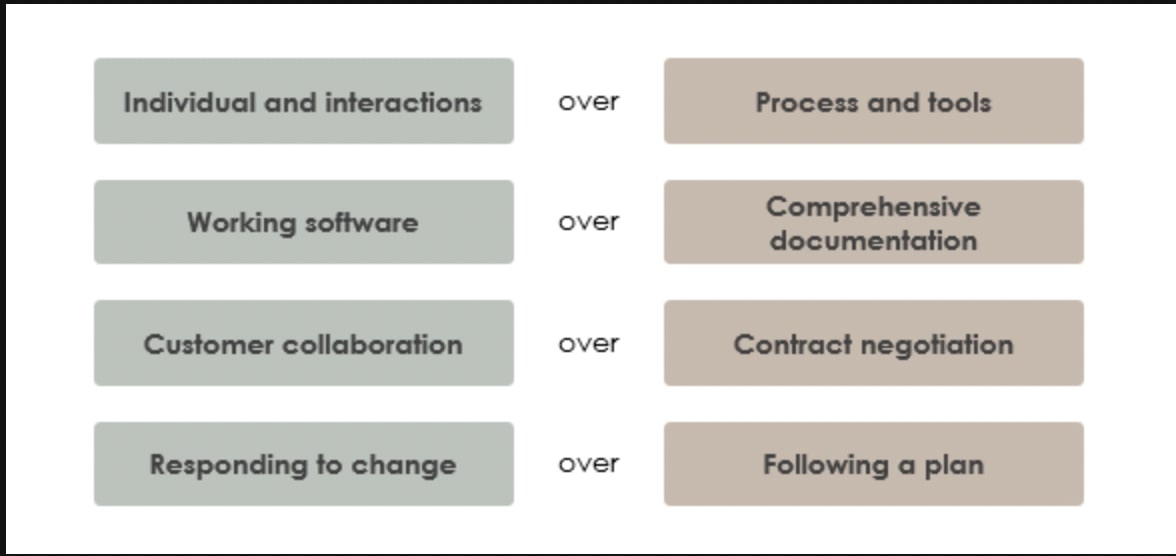 Individual and interactions over Process and tools
Working software over Comprehensive
documentation
Customer collaboration over Contract negotiation
Responding to change over Following a plan